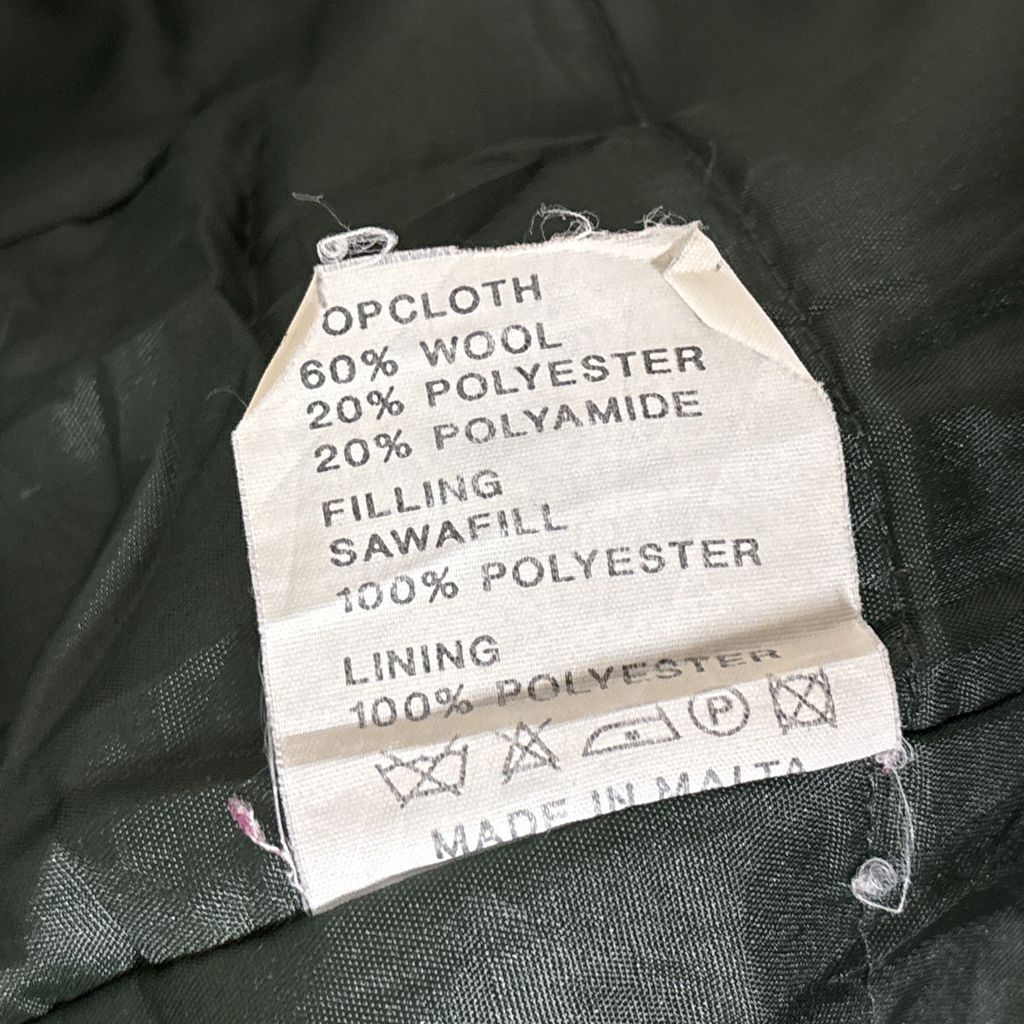 OPCLOTH
60% WOOL
20% POLYESTER
20% POLYAMIDE
FILLING
SAWAFILL
100% POLYESTER
LINING
100% POLYESTER
P
MADE IN MALTA